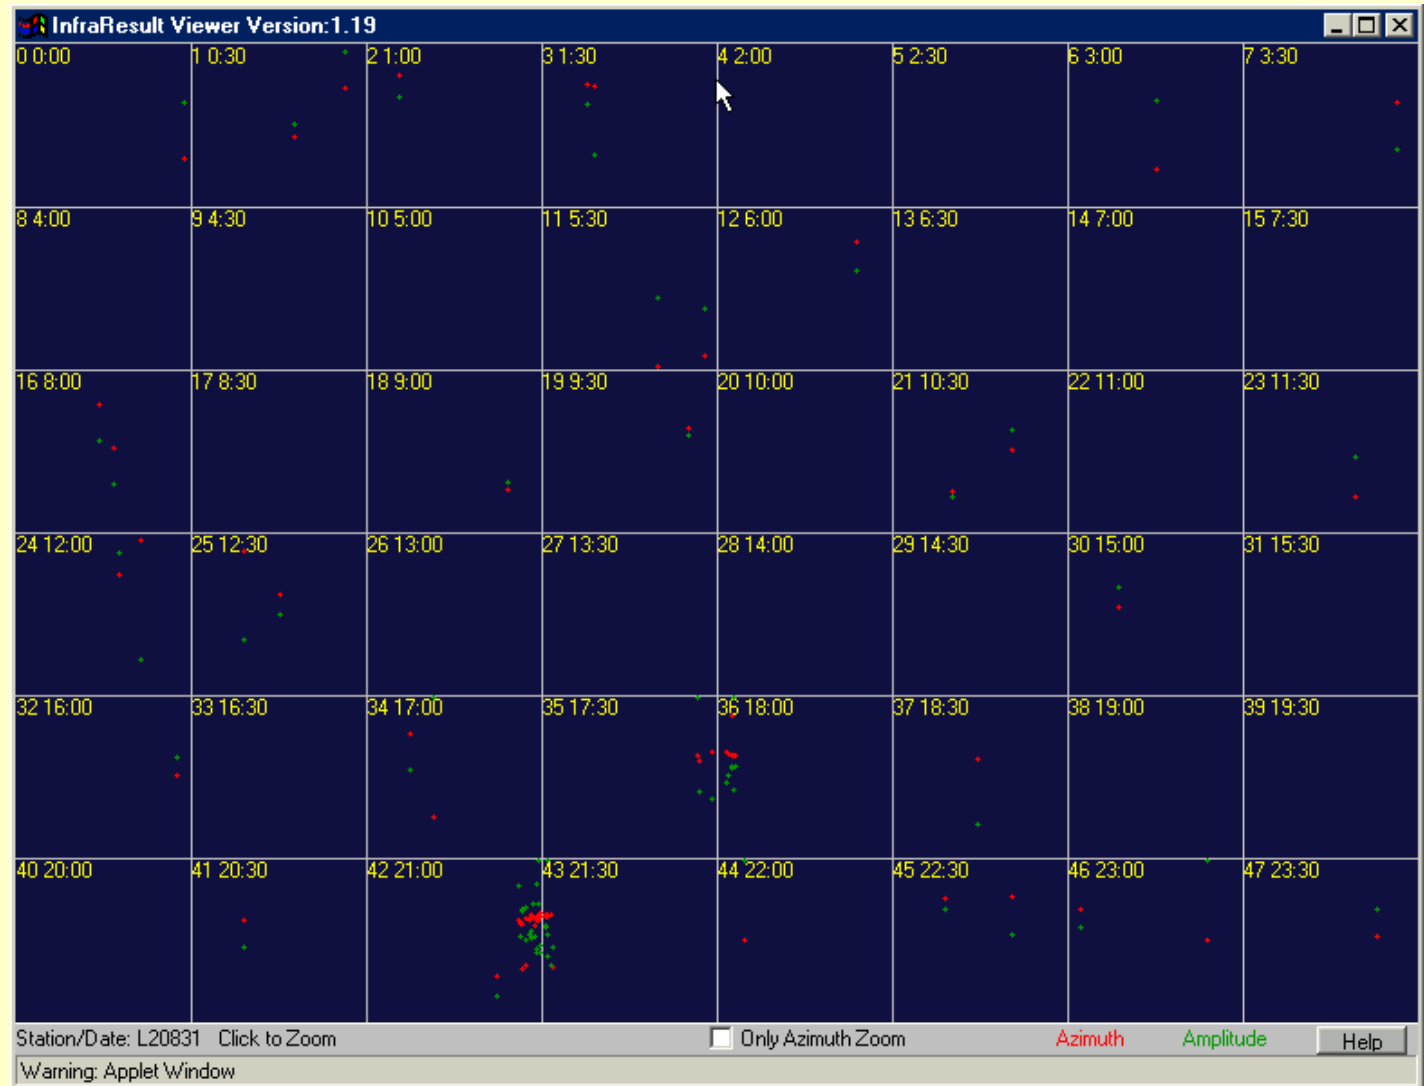 InfraResult Viewer Version:1.19
0 0:00 1 0:30 2 1:00 3 1:30 4 2:00 5 2:30 6 3:00 7 3:30
8 4:00 9 4:30 10 5:00 11 5:30 12 6:00 13 6:30 14 7:00 15 7:30
16 8:00 17 8:30 18 9:00 19 9:30 20 10:00 21 10:30 22 11:00 23 11:30
24 12:00 25 12:30 26 13:00 27 13:30 28 14:00 29 14:30 30 15:00 31 15:30
32 16:00 33 16:30 34 17:00 35 17:30 36 18:00 37 18:30 38 19:00 39 19:30
40 20:00 41 20:30 42 21:00 43 21:30 44 22:00 45 22:30 46 23:00 47 23:30
Station/Date: L20831 Click to Zoom Only Azimuth Zoom Azimuth Amplitude Help
Warning: Applet Window